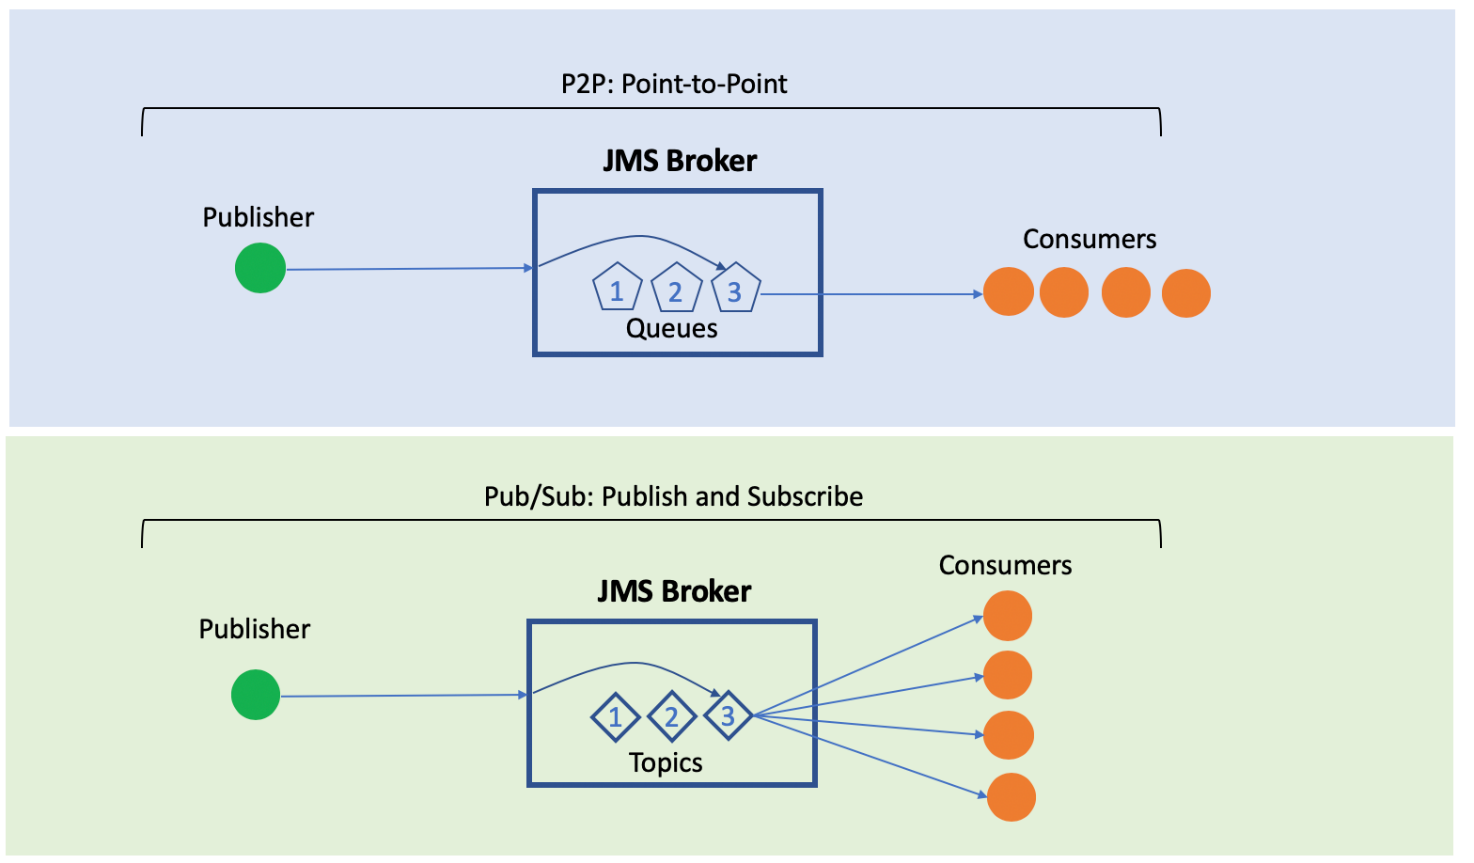 P2P: Point-to-Point
JMS Broker
Publisher
Consumers
1 2 3
Queues
Pub/Sub: Publish and Subscribe
Consumers
JMS Broker
Publisher
1 2 3
Topics